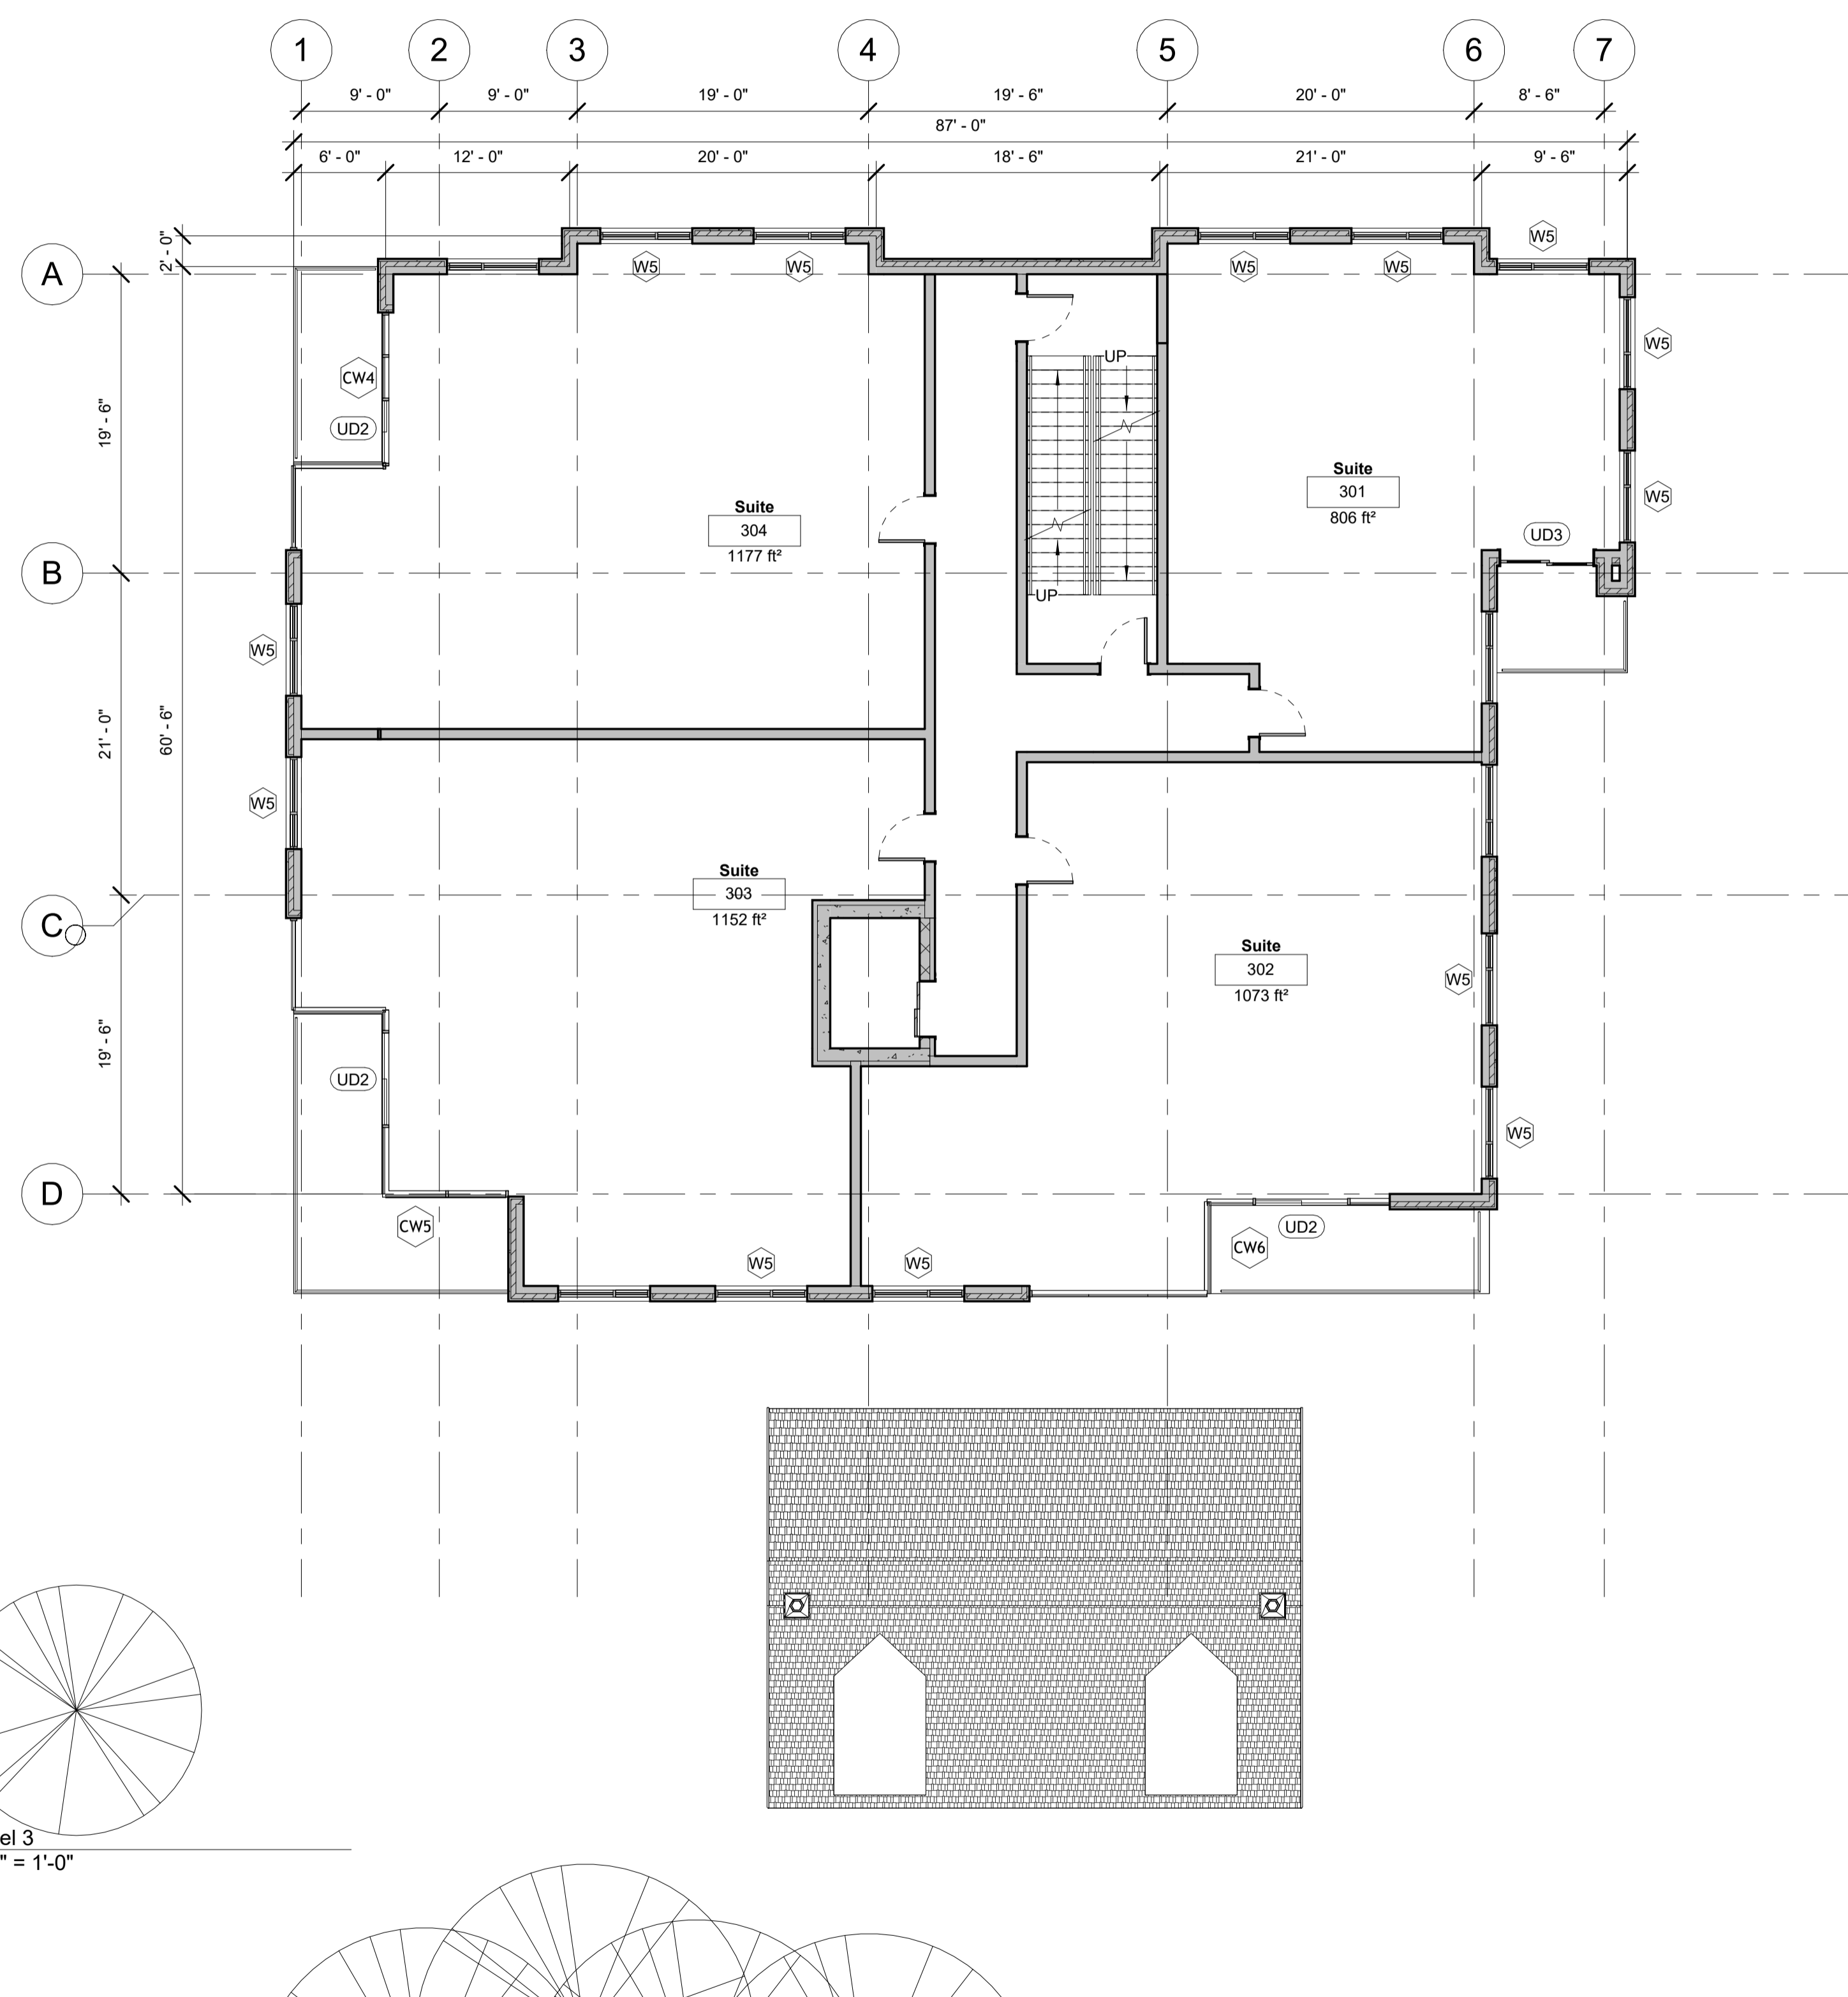 1 2 3 4 5 6 7
9' - 0" 9' - 0" 19' - 0" 19' - 6" 20' - 0" 8' - 6"
87' - 0"
6' - 0" 12' - 0" 20' - 0" 18' - 6" 21' - 0" 9' - 6"
2' - 0"
W5
A
W5 W5 W5 W5
W5
UP
CW4
19' - 6"
UD2
Suite
301
806 ft²
W5
Suite
304
1177 ft²
UD3
B
UP
W5
21' - 0"
60' - 6"
W5
Suite
303
1152 ft²
C
Suite
302
1073 ft²
W5
19' - 6"
UD2
W5
D
CW5
UD2
CW6
W5 W5
el 3
" = 1'-0"